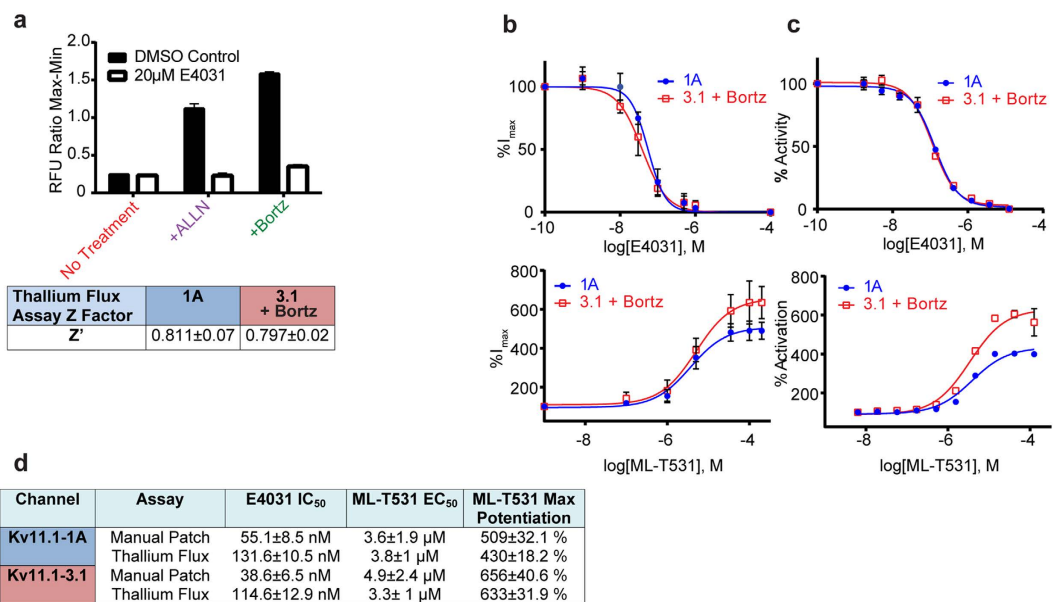 a
2.0
1.5
1.0
0.5
0
RFU Ratio Max-Min
DMSO Control
20µM E4031
No Treatment
+ALLN
+Bortz
Thallium Flux Assay Z Factor
1A
3.1 + Bortz
Z’
0.811±0.07
0.797±0.02
b
%Imax
100
50
0
1A
3.1 + Bortz
-10
-8
-6
-4
log[E4031], M
%Imax
800
600
400
200
1A
3.1 + Bortz
-8
-6
-4
log[ML-T531], M
c
% Activity
100
50
0
1A
3.1 + Bortz
-10
-8
-6
-4
log[E4031], M
% Activation
800
600
400
200
1A
3.1 + Bortz
-8
-6
-4
log[ML-T531], M
d
Channel Assay E4031 IC50 ML-T531 EC50 ML-T531 Max
Potentiation
Kv11.1-1A Manual Patch 55.1±8.5 nM 3.6±1.9 µM 509±32.1 %
Thallium Flux 131.6±10.5 nM 3.8±1 µM 430±18.2 %
Kv11.1-3.1 Manual Patch 38.6±6.5 nM 4.9±2.4 µM 656±40.6 %
Thallium Flux 114.6±12.9 nM 3.3± 1 µM 633±31.9 %